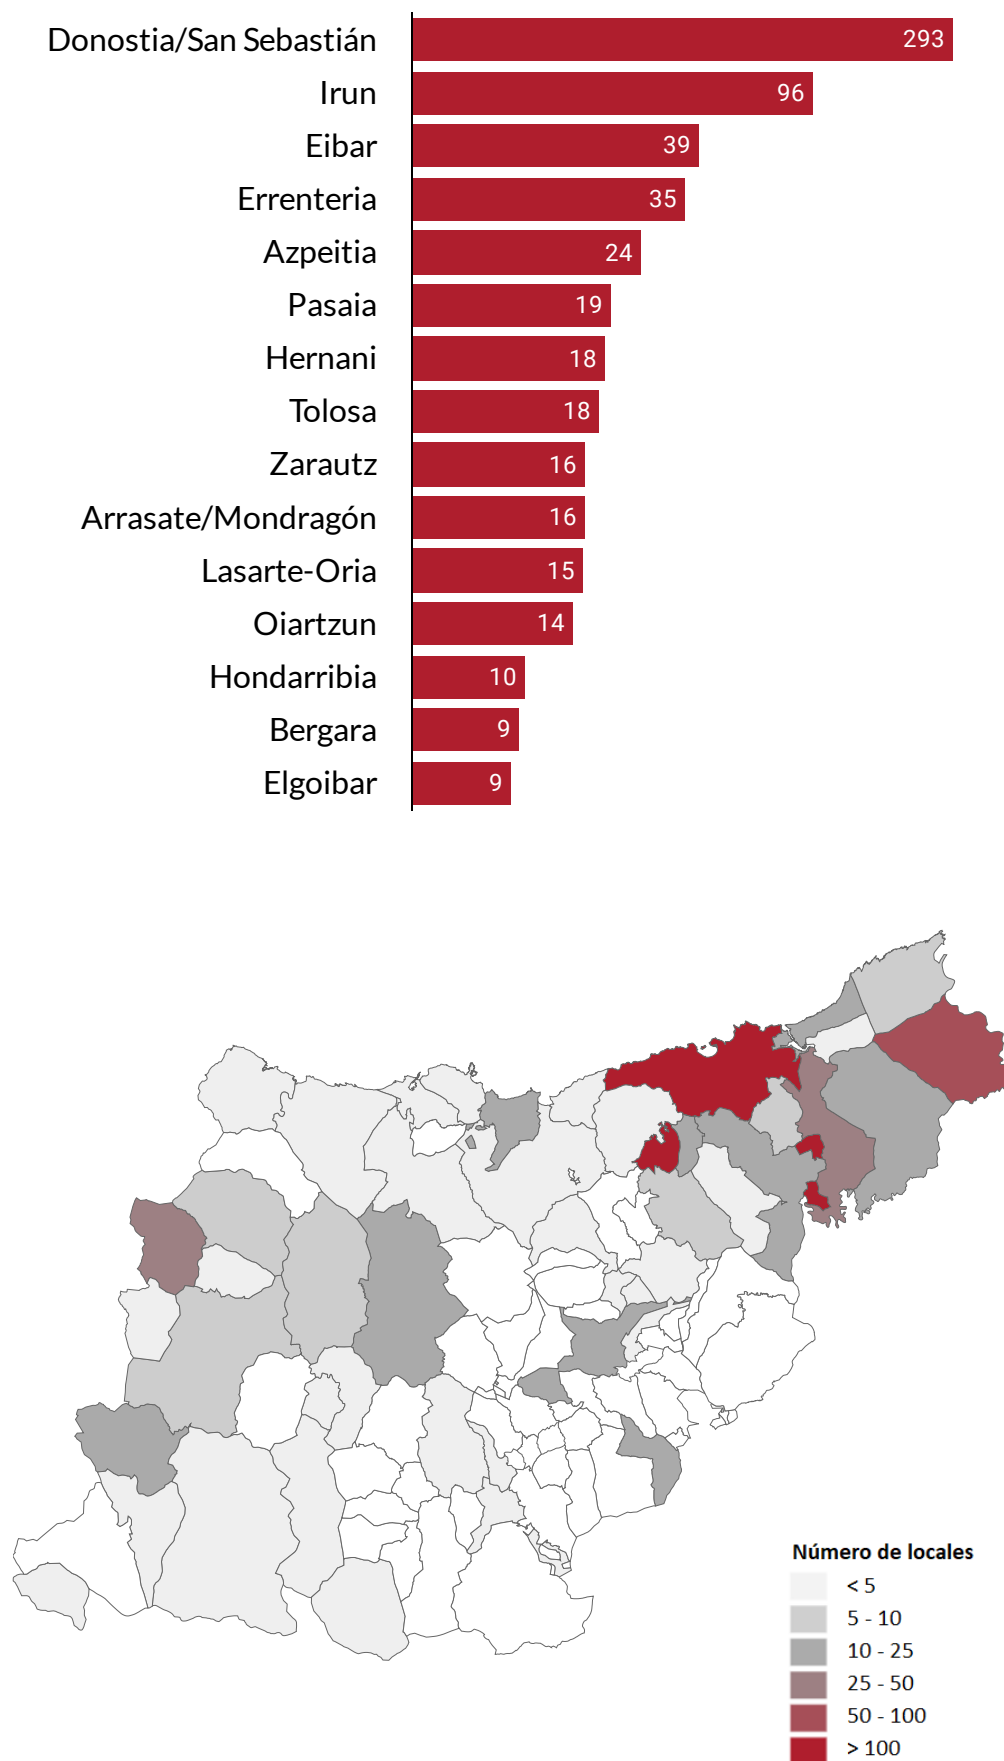 Donostia/San Sebastián 293
Irun 96
Eibar 39
Errenteria 35
Azpeitia 24
Pasaia 19
Hernani 18
Tolosa 18
Zarautz 16
Arrasate/Mondragón 16
Lasarte-Oria 15
Oiartzun 14
Hondarribia 10
Bergara 9
Elgoibar 9
Número de locales
< 5
5 - 10
10 - 25
25 - 50
50 - 100
> 100